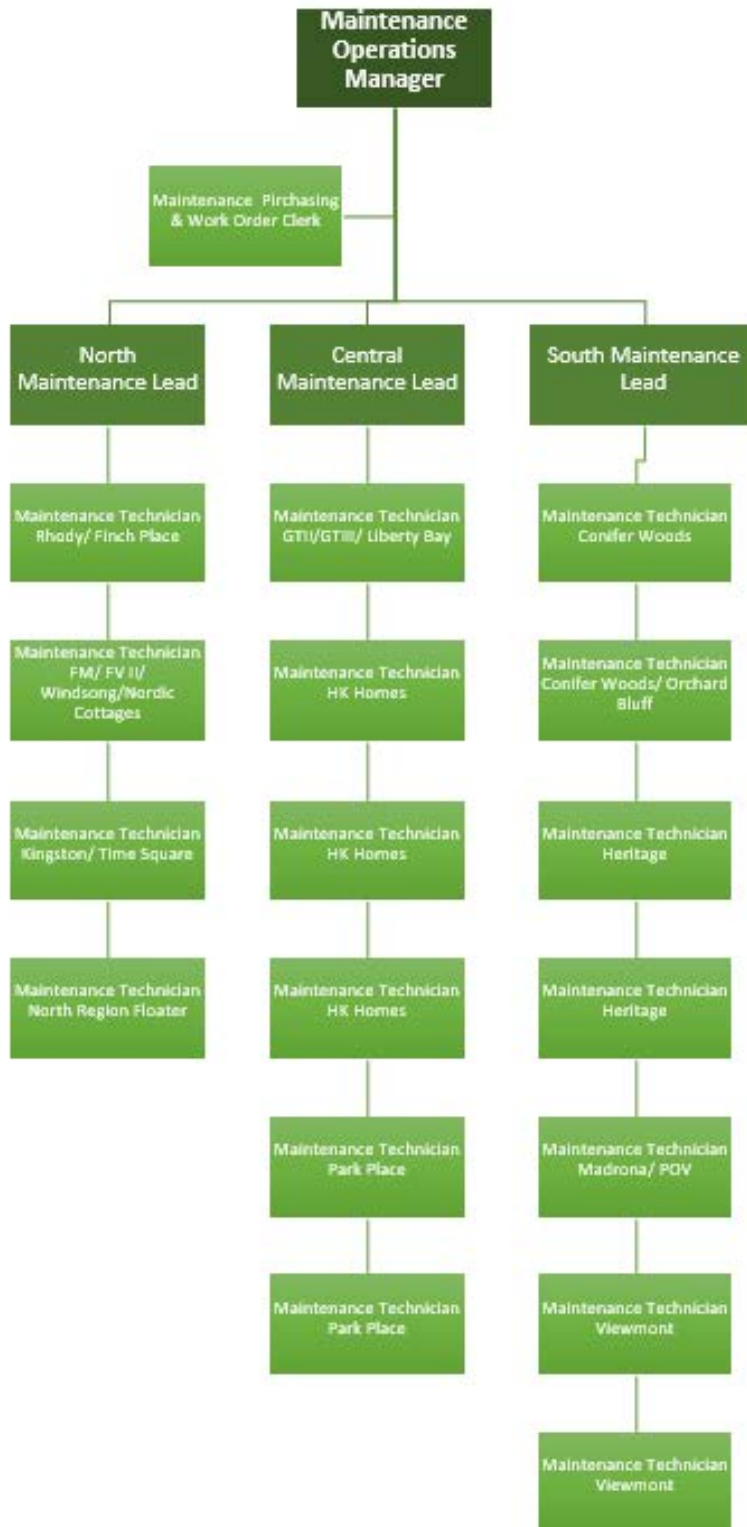 Maintenance
Operations
Manager
Maintenance Pirchasing
& Work Order Clerk
North
Maintenance Lead
Central
Maintenance Lead
South Maintenance
Lead
Maintenance Technician
Rhody/ Finch Place
Maintenance Technician
GTII/GTIII/ Liberty Bay
Maintenance Technician
Conifer Woods
Maintenance Technician
FM/ FV II/
Windsong/Nordic
Cottages
Maintenance Technician
HK Homes
Maintenance Technician
Conifer Woods/ Orchard
Bluff
Maintenance Technician
Kingston/ Time Square
Maintenance Technician
HK Homes
Maintenance Technician
Heritage
Maintenance Technician
North Region Floater
Maintenance Technician
HK Homes
Maintenance Technician
Heritage
Maintenance Technician
Park Place
Maintenance Technician
Madrona/ POV
Maintenance Technician
Park Place
Maintenance Technician
Viewmont
Maintenance Technician
Viewmont